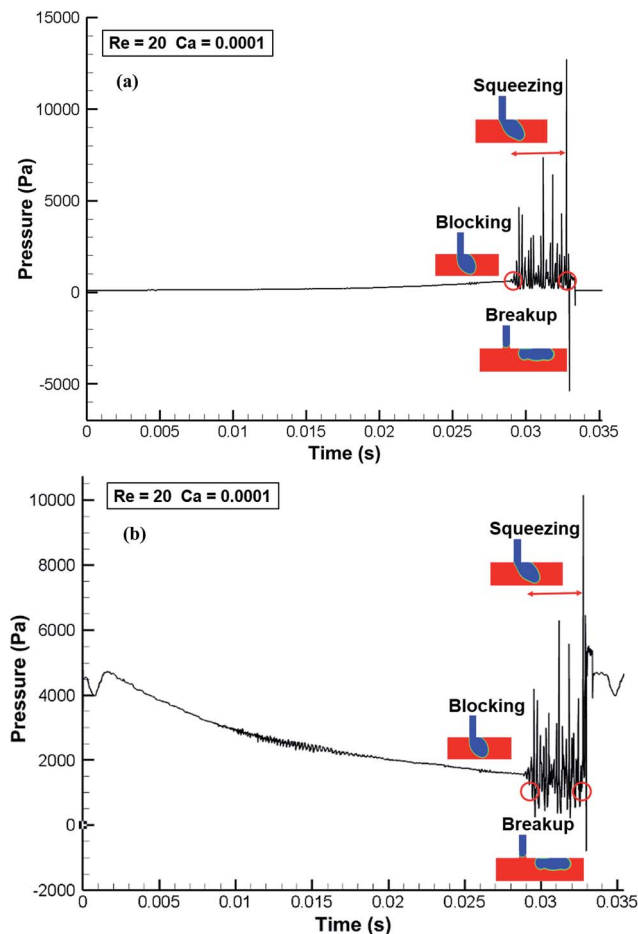 15000
Re = 20 Ca = 0.0001
(a)
Squeezing
10000
Pressure (Pa)
5000
Blocking
0
Breakup
-5000
0 0.005 0.01 0.015 0.02 0.025 0.03 0.035
Time (s)
10000
Re = 20 Ca = 0.0001
(b)
Squeezing
8000
Pressure (Pa)
6000
4000
Blocking
2000
0
Breakup
-2000
0 0.005 0.01 0.015 0.02 0.025 0.03 0.035
Time (s)